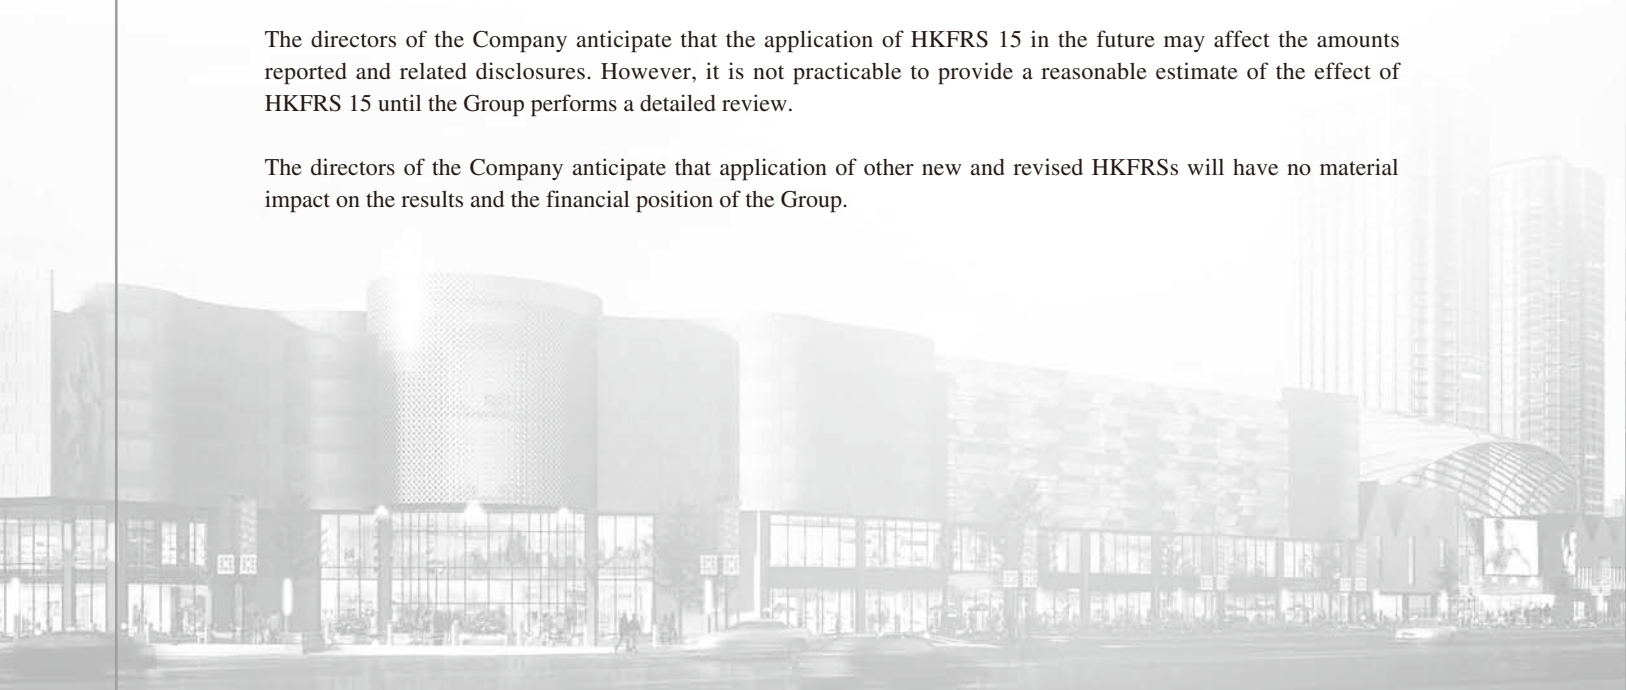 The directors of the Company anticipate that the application of HKFRS 15 in the future may affect the amounts
reported and related disclosures. However, it is not practicable to provide a reasonable estimate of the effect of
HKFRS 15 until the Group performs a detailed review.
The directors of the Company anticipate that application of other new and revised HKFRSs will have no material
impact on the results and the financial position of the Group.